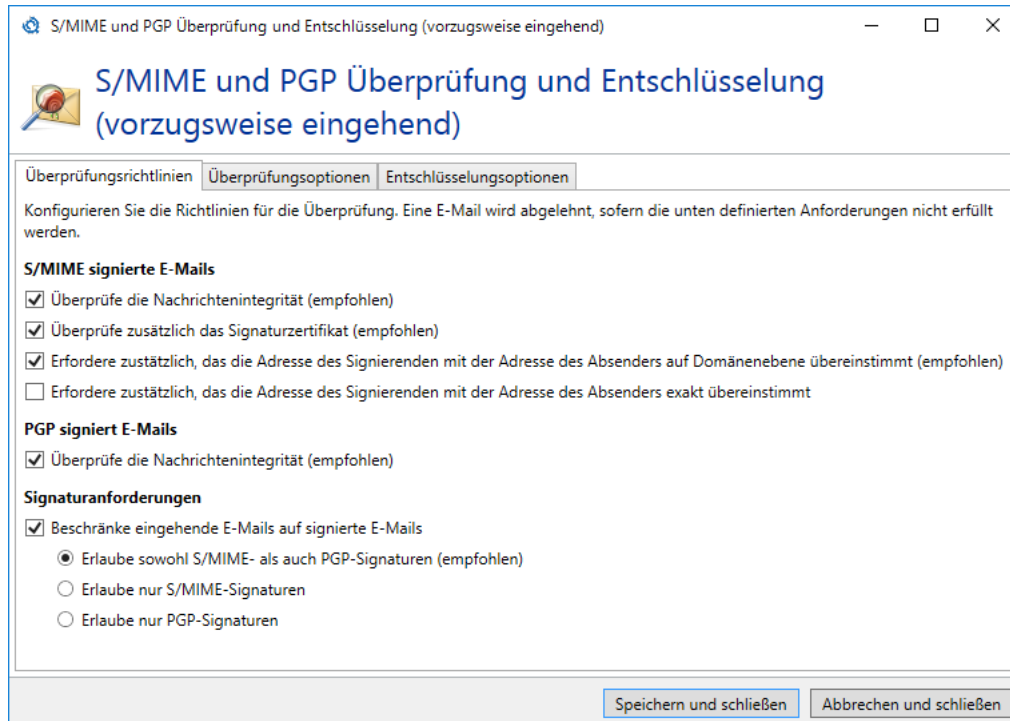 S/MIME und PGP Überprüfung und Entschlüsselung (vorzugsweise eingehend)
S/MIME und PGP Überprüfung und Entschlüsselung
(vorzugsweise eingehend)
Überprüfungsrichtlinien Überprüfungsoptionen Entschlüsselungsoptionen
Konfigurieren Sie die Richtlinien für die Überprüfung. Eine E-Mail wird abgelehnt, sofern die unten definierten Anforderungen nicht erfüllt
werden.
S/MIME signierte E-Mails
Überprüfe die Nachrichtenintegrität (empfohlen)
Überprüfe zusätzlich das Signaturzertifikat (empfohlen)
Erfordere zustätzlich, das die Adresse des Signierenden mit der Adresse des Absenders auf Domänenebene übereinstimmt (empfohlen)
Erfordere zustätzlich, das die Adresse des Signierenden mit der Adresse des Absenders exakt übereinstimmt
PGP signiert E-Mails
Überprüfe die Nachrichtenintegrität (empfohlen)
Signaturanforderungen
Beschränke eingehende E-Mails auf signierte E-Mails
Erlaube sowohl S/MIME- als auch PGP-Signaturen (empfohlen)
Erlaube nur S/MIME-Signaturen
Erlaube nur PGP-Signaturen
Speichern und schließen Abbrechen und schließen